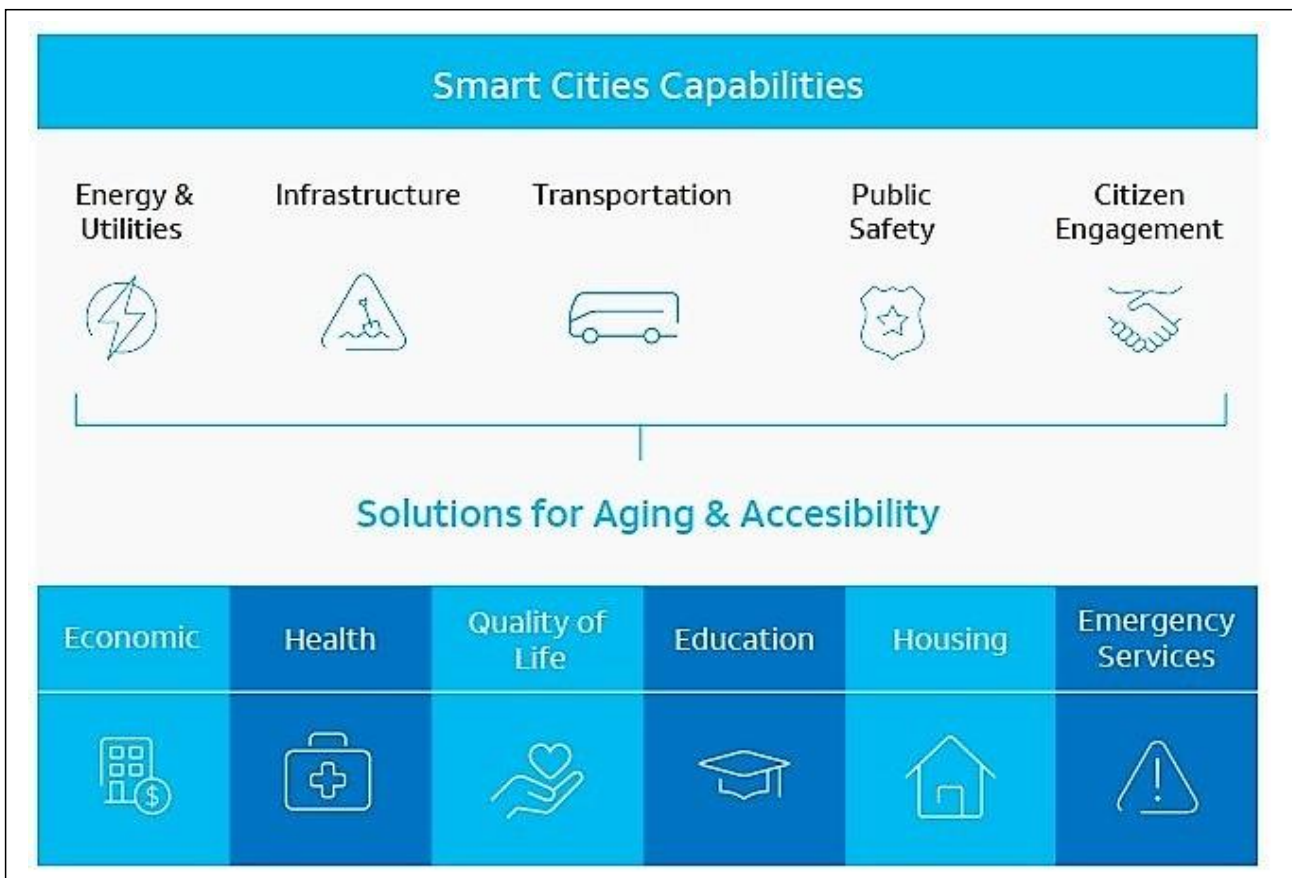 Smart Cities Capabilities
Energy &
Utilities
Infrastructure
Transportation
Public
Safety
Citizen
Engagement
Solutions for Aging & Accesibility
Economic
Health
Quality of
Life
Education
Housing
Emergency
Services
$